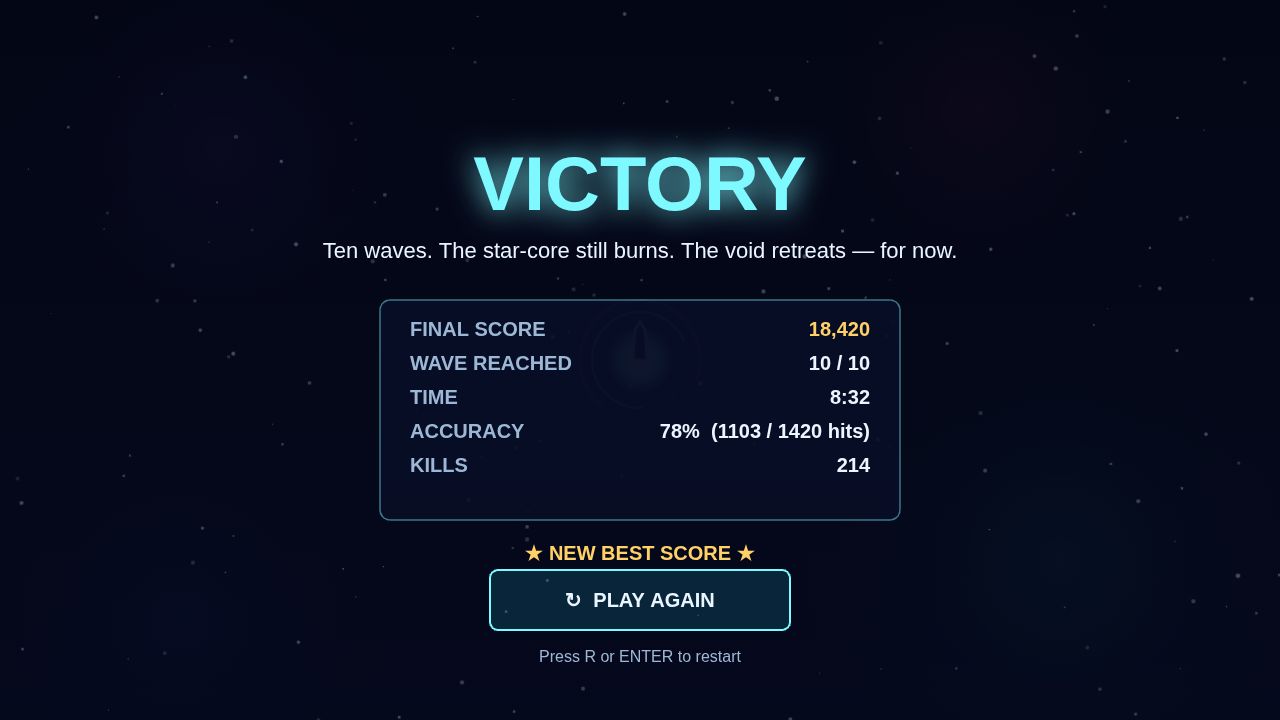 VICTORY
Ten waves. The star-core still burns. The void retreats — for now.
FINAL SCORE 18,420
WAVE REACHED 10 / 10
TIME 8:32
ACCURACY 78% (1103 / 1420 hits)
KILLS 214
★ NEW BEST SCORE ★
↻ PLAY AGAIN
Press R or ENTER to restart